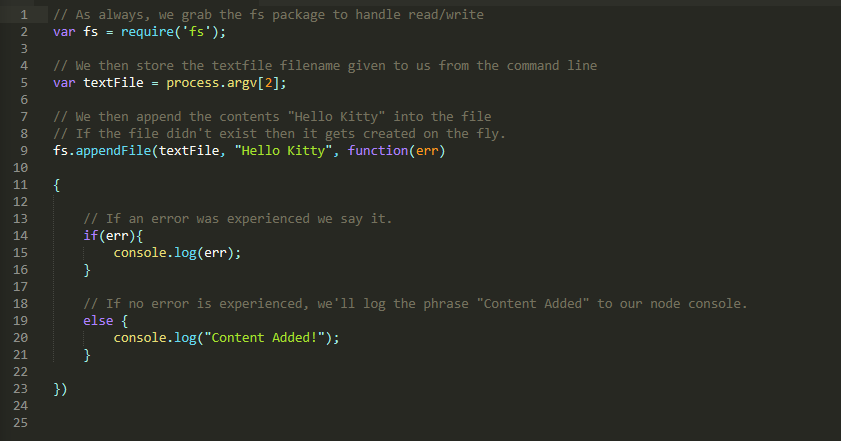 1 // As always, we grab the fs package to handle read/write
2 var fs = require('fs');
3
4 // We then store the textfile filename given to us from the command line
5 var textFile = process.argv[2];
6
7 // We then append the contents "Hello Kitty" into the file
8 // If the file didn't exist then it gets created on the fly.
9 fs.appendFile(textFile, "Hello Kitty", function(err)
10
11 {
12
13     // If an error was experienced we say it.
14     if(err){
15         console.log(err);
16     }
17
18     // If no error is experienced, we'll log the phrase "Content Added" to our node console.
19     else {
20         console.log("Content Added!");
21     }
22
23 })
24
25